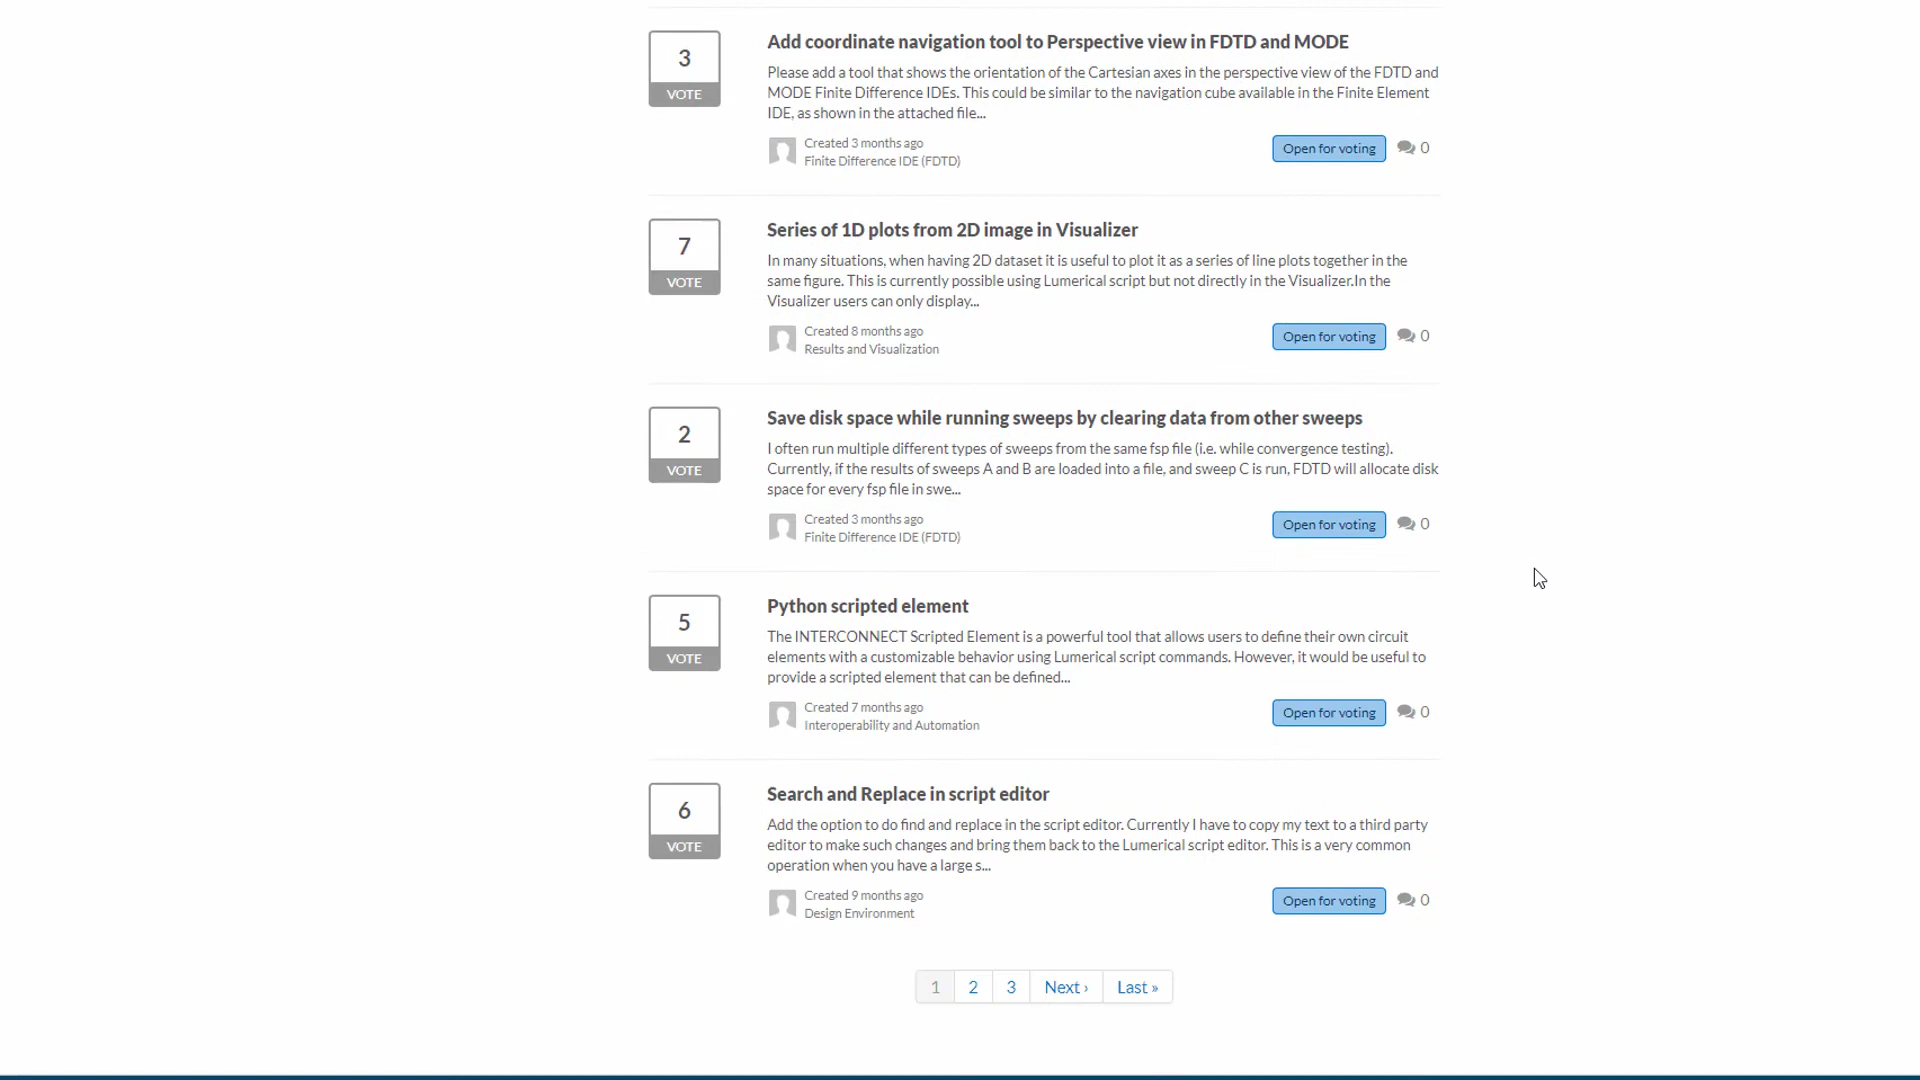 3
VOTE
Add coordinate navigation tool to Perspective view in FDTD and MODE
Please add a tool that shows the orientation of the Cartesian axes in the perspective view of the FDTD and
MODE Finite Difference IDEs. This could be similar to the navigation cube available in the Finite Element
IDE, as shown in the attached file...
Created 3 months ago
Finite Difference IDE (FDTD)
Open for voting
0
7
VOTE
Series of 1D plots from 2D image in Visualizer
In many situations, when having 2D dataset it is useful to plot it as a series of line plots together in the
same figure. This is currently possible using Lumerical script but not directly in the Visualizer.In the
Visualizer users can only display...
Created 8 months ago
Results and Visualization
Open for voting
0
2
VOTE
Save disk space while running sweeps by clearing data from other sweeps
I often run multiple different types of sweeps from the same fsp file (i.e. while convergence testing).
Currently, if the results of sweeps A and B are loaded into a file, and sweep C is run, FDTD will allocate disk
space for every fsp file in swe...
Created 3 months ago
Finite Difference IDE (FDTD)
Open for voting
0
5
VOTE
Python scripted element
The INTERCONNECT Scripted Element is a powerful tool that allows users to define their own circuit
elements with a customizable behavior using Lumerical script commands. However, it would be useful to
provide a scripted element that can be defined...
Created 7 months ago
Interoperability and Automation
Open for voting
0
6
VOTE
Search and Replace in script editor
Add the option to do find and replace in the script editor. Currently I have to copy my text to a third party
editor to make such changes and bring them back to the Lumerical script editor. This is a very common
operation when you have a large s...
Created 9 months ago
Design Environment
Open for voting
0
1 2 3 Next › Last »